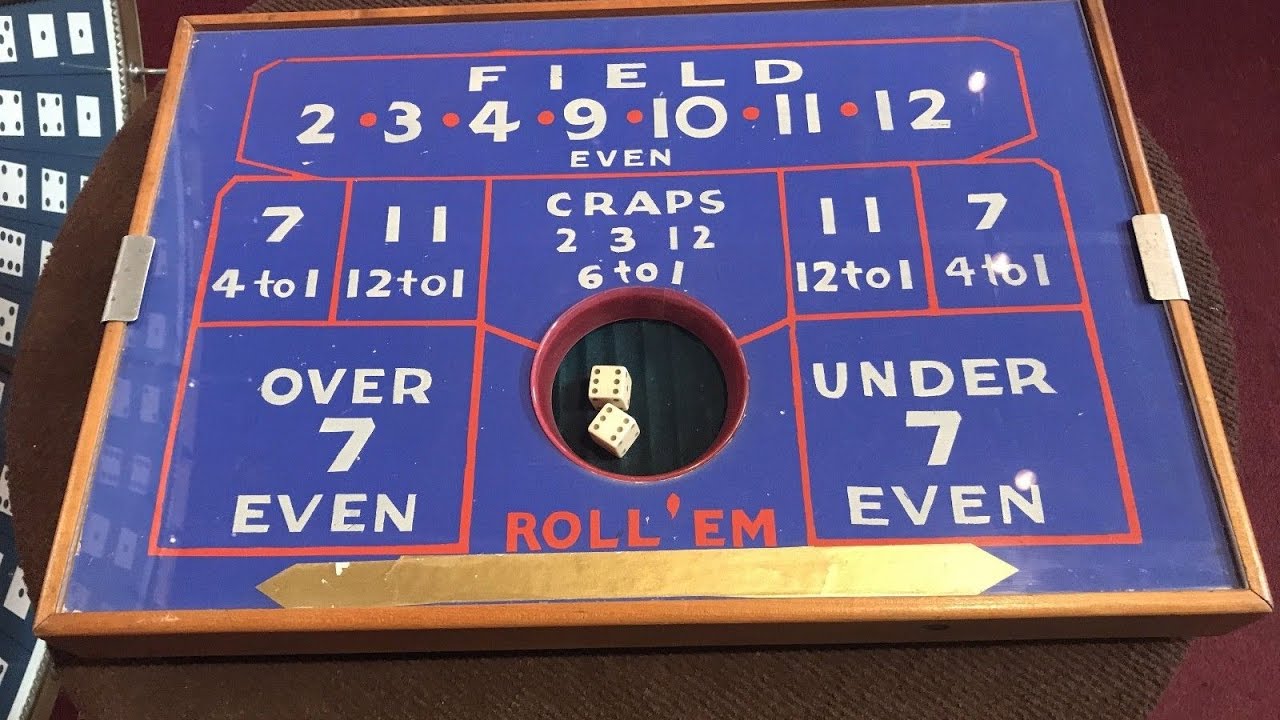 FIELD
2 • 3 • 4 • 9 • 10 • 11 • 12
EVEN
7
4 to 1
11
12 to 1
CRAPS
2 3 12
6 to 1
11
12 to 1
7
4 to 1
OVER
7
EVEN
UNDER
7
EVEN
ROLL 'EM